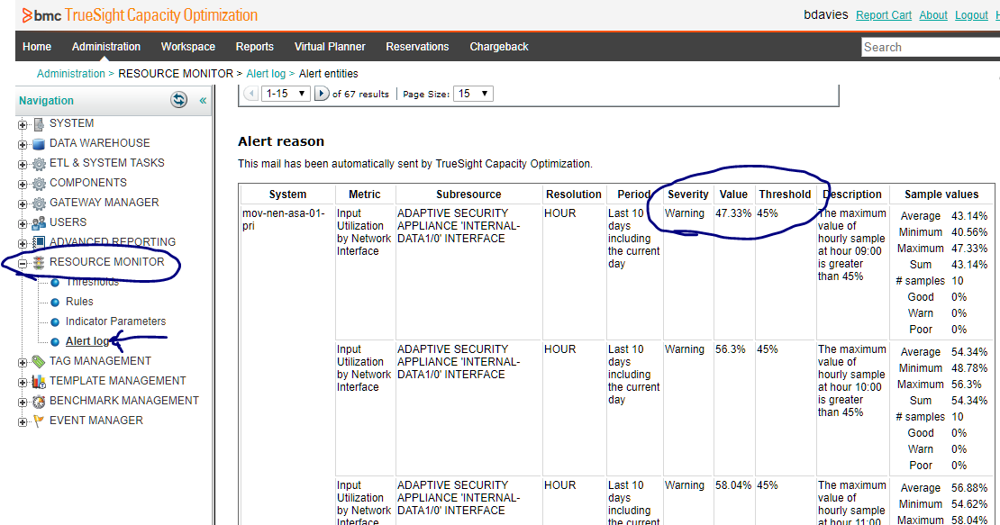 bmc TrueSight Capacity Optimization
bdavies Report Cart About Logout
Home Administration Workspace Reports Virtual Planner Reservations Chargeback Search
Administration > RESOURCE MONITOR > Alert log > Alert entities
Navigation «
SYSTEM
DATA WAREHOUSE
ETL & SYSTEM TASKS
COMPONENTS
GATEWAY MANAGER
USERS
ADVANCED REPORTING
RESOURCE MONITOR
Thresholds
Rules
Indicator Parameters
Alert log
TAG MANAGEMENT
TEMPLATE MANAGEMENT
BENCHMARK MANAGEMENT
EVENT MANAGER
1-15 of 67 results Page Size: 15
Alert reason
This mail has been automatically sent by TrueSight Capacity Optimization.
System Metric Subresource Resolution Period Severity Value Threshold Description Sample values
mov-nen-asa-01-
pri
Input
Utilization
by Network
Interface
ADAPTIVE SECURITY
APPLIANCE 'INTERNAL-
DATA1/0' INTERFACE
HOUR
Last 10
days
including
the current
day
Warning
47.33%
45%
The maximum
value of
hourly sample
at hour 09:00
is greater
than 45%
Average 43.14%
Minimum 40.56%
Maximum 47.33%
Sum 43.14%
# samples 10
Good 0%
Warn 0%
Poor 0%
Input
Utilization
by Network
Interface
ADAPTIVE SECURITY
APPLIANCE 'INTERNAL-
DATA1/0' INTERFACE
HOUR
Last 10
days
including
the current
day
Warning
56.3%
45%
The maximum
value of
hourly sample
at hour 10:00
is greater
than 45%
Average 54.34%
Minimum 48.78%
Maximum 56.3%
Sum 54.34%
# samples 10
Good 0%
Warn 0%
Poor 0%
Input
Utilization
by Network
Interface
ADAPTIVE SECURITY
APPLIANCE 'INTERNAL-
DATA1/0' INTERFACE
HOUR
Last 10
days
including
the current
Warning
58.04%
45%
The maximum
value of
hourly sample
at hour 11:00
Average 56.88%
Minimum 54.62%
Maximum 58.04%